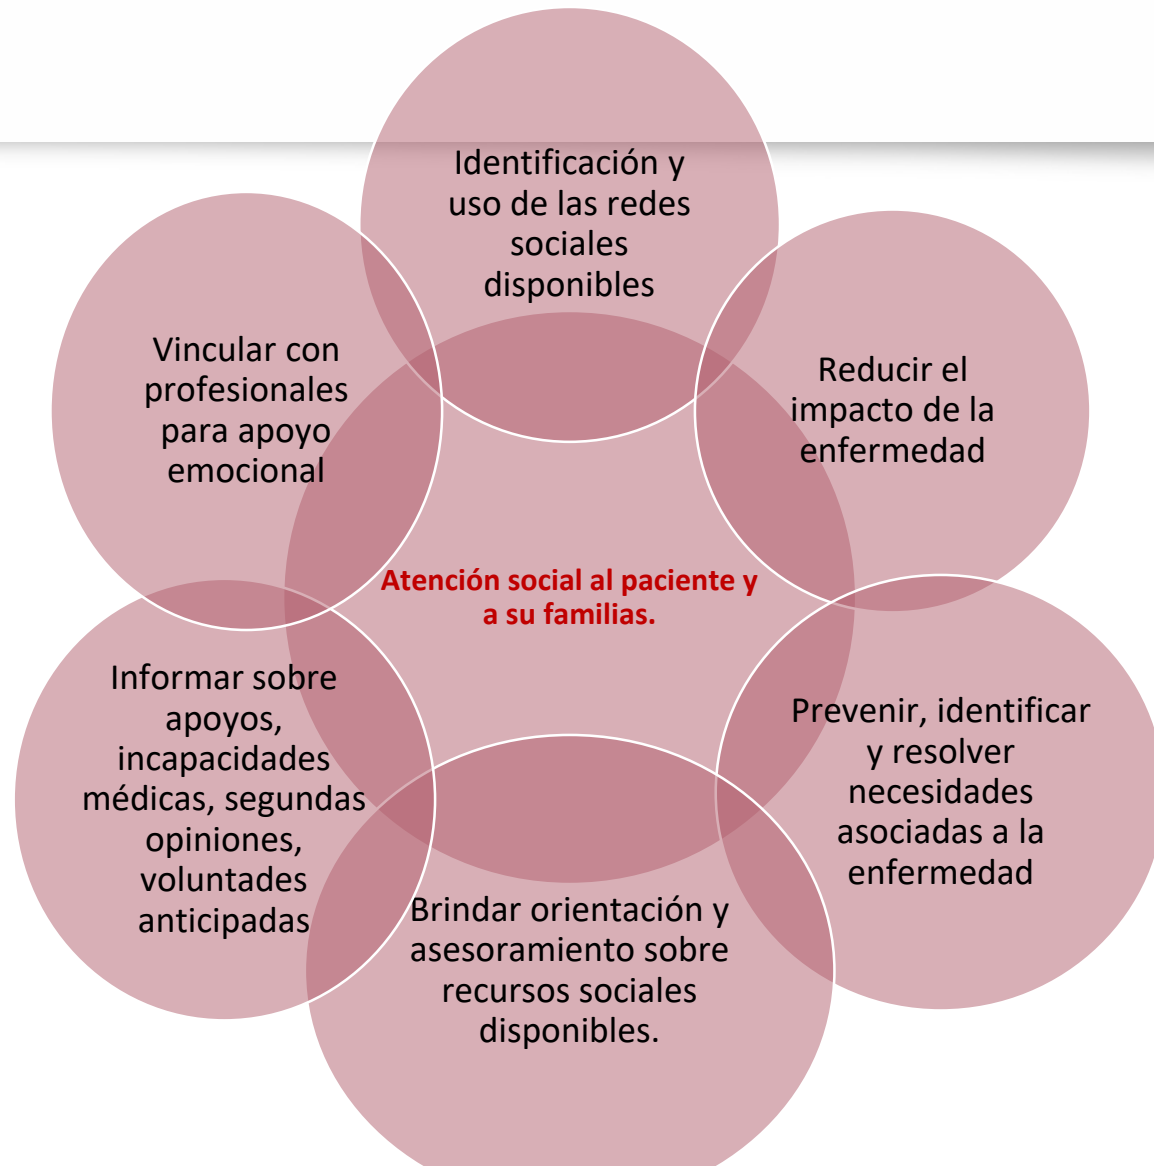 Identificación y
uso de las redes
sociales
disponibles
Vincular con
profesionales
para apoyo
emocional
Reducir el
impacto de la
enfermedad
Atención social al paciente y
a su familias.
Informar sobre
apoyos,
incapacidades
médicas, segundas
opiniones,
voluntades
anticipadas
Prevenir, identificar
y resolver
necesidades
asociadas a la
enfermedad
Brindar orientación y
asesoramiento sobre
recursos sociales
disponibles.